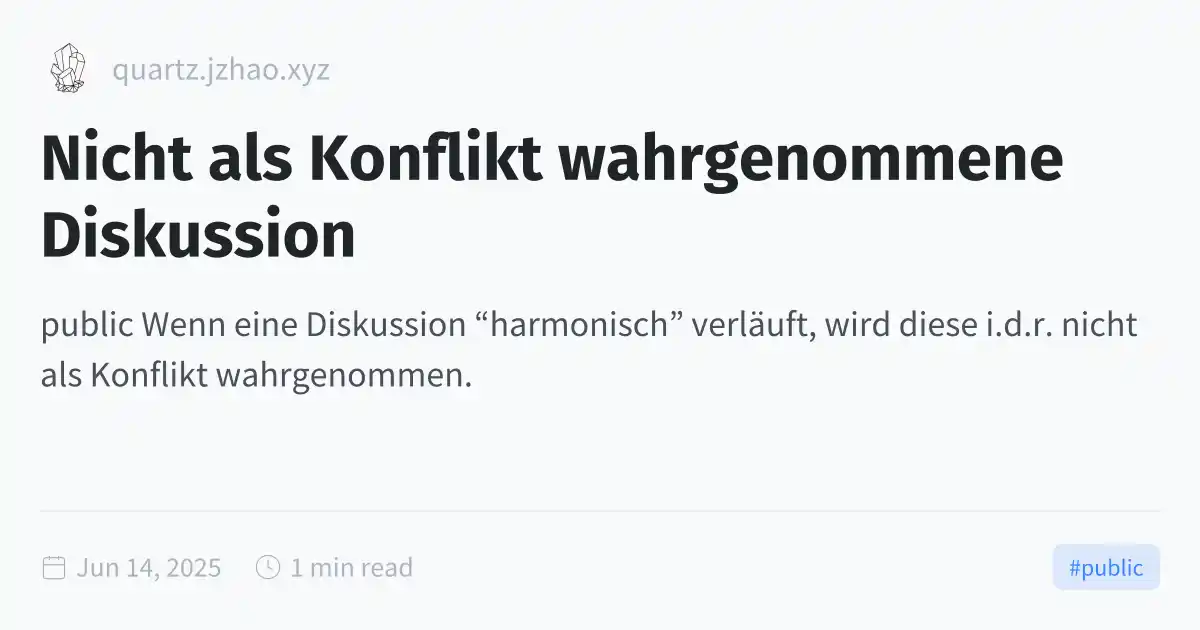 quartz.jzhao.xyz
Nicht als Konflikt wahrgenommene
Diskussion
public Wenn eine Diskussion “harmonisch” verläuft, wird diese i.d.r. nicht
als Konflikt wahrgenommen.
Jun 14, 2025 1 min read #public